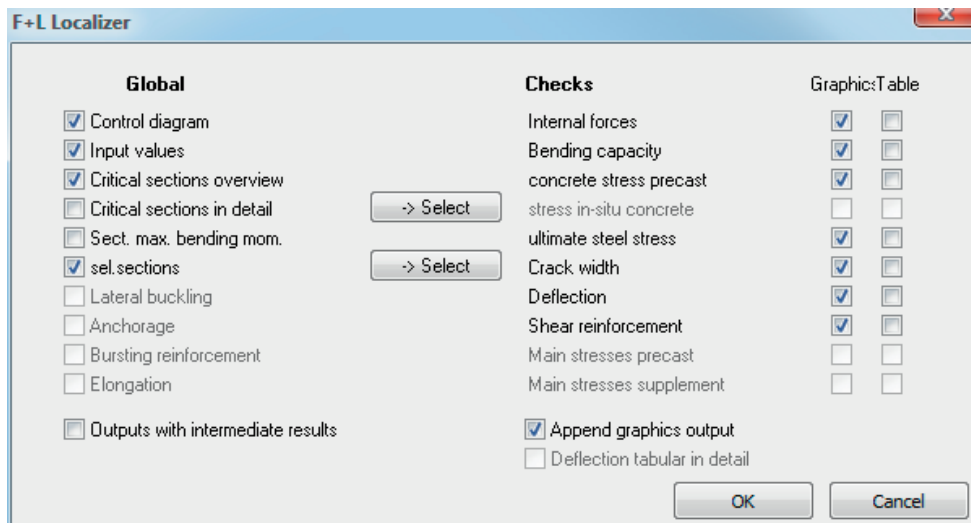 F+L Localizer
Global
Control diagram
Input values
Critical sections overview
Critical sections in detail
-> Select
Sect. max. bending mom.
sel.sections
-> Select
Lateral buckling
Anchorage
Bursting reinforcement
Elongation
Outputs with intermediate results
Checks
Graphics Table
Internal forces
Bending capacity
concrete stress precast
stress in-situ concrete
ultimate steel stress
Crack width
Deflection
Shear reinforcement
Main stresses precast
Main stresses supplement
Append graphics output
Deflection tabular in detail
OK
Cancel